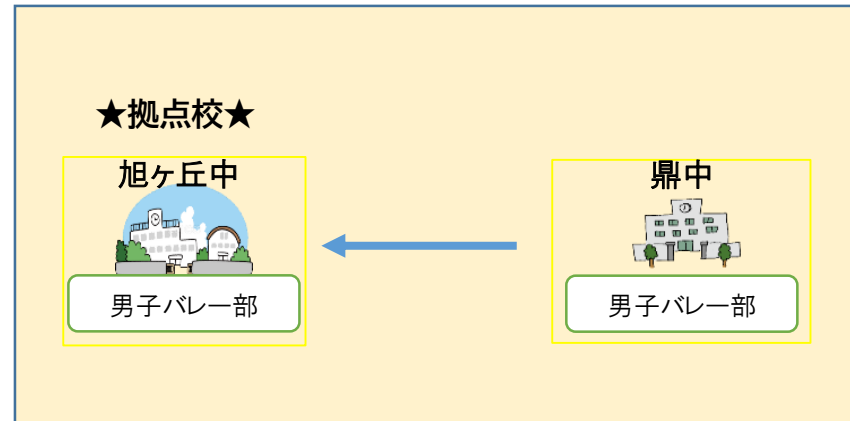 ★拠点校★
旭ヶ丘中
鼎中
男子バレー部
男子バレー部